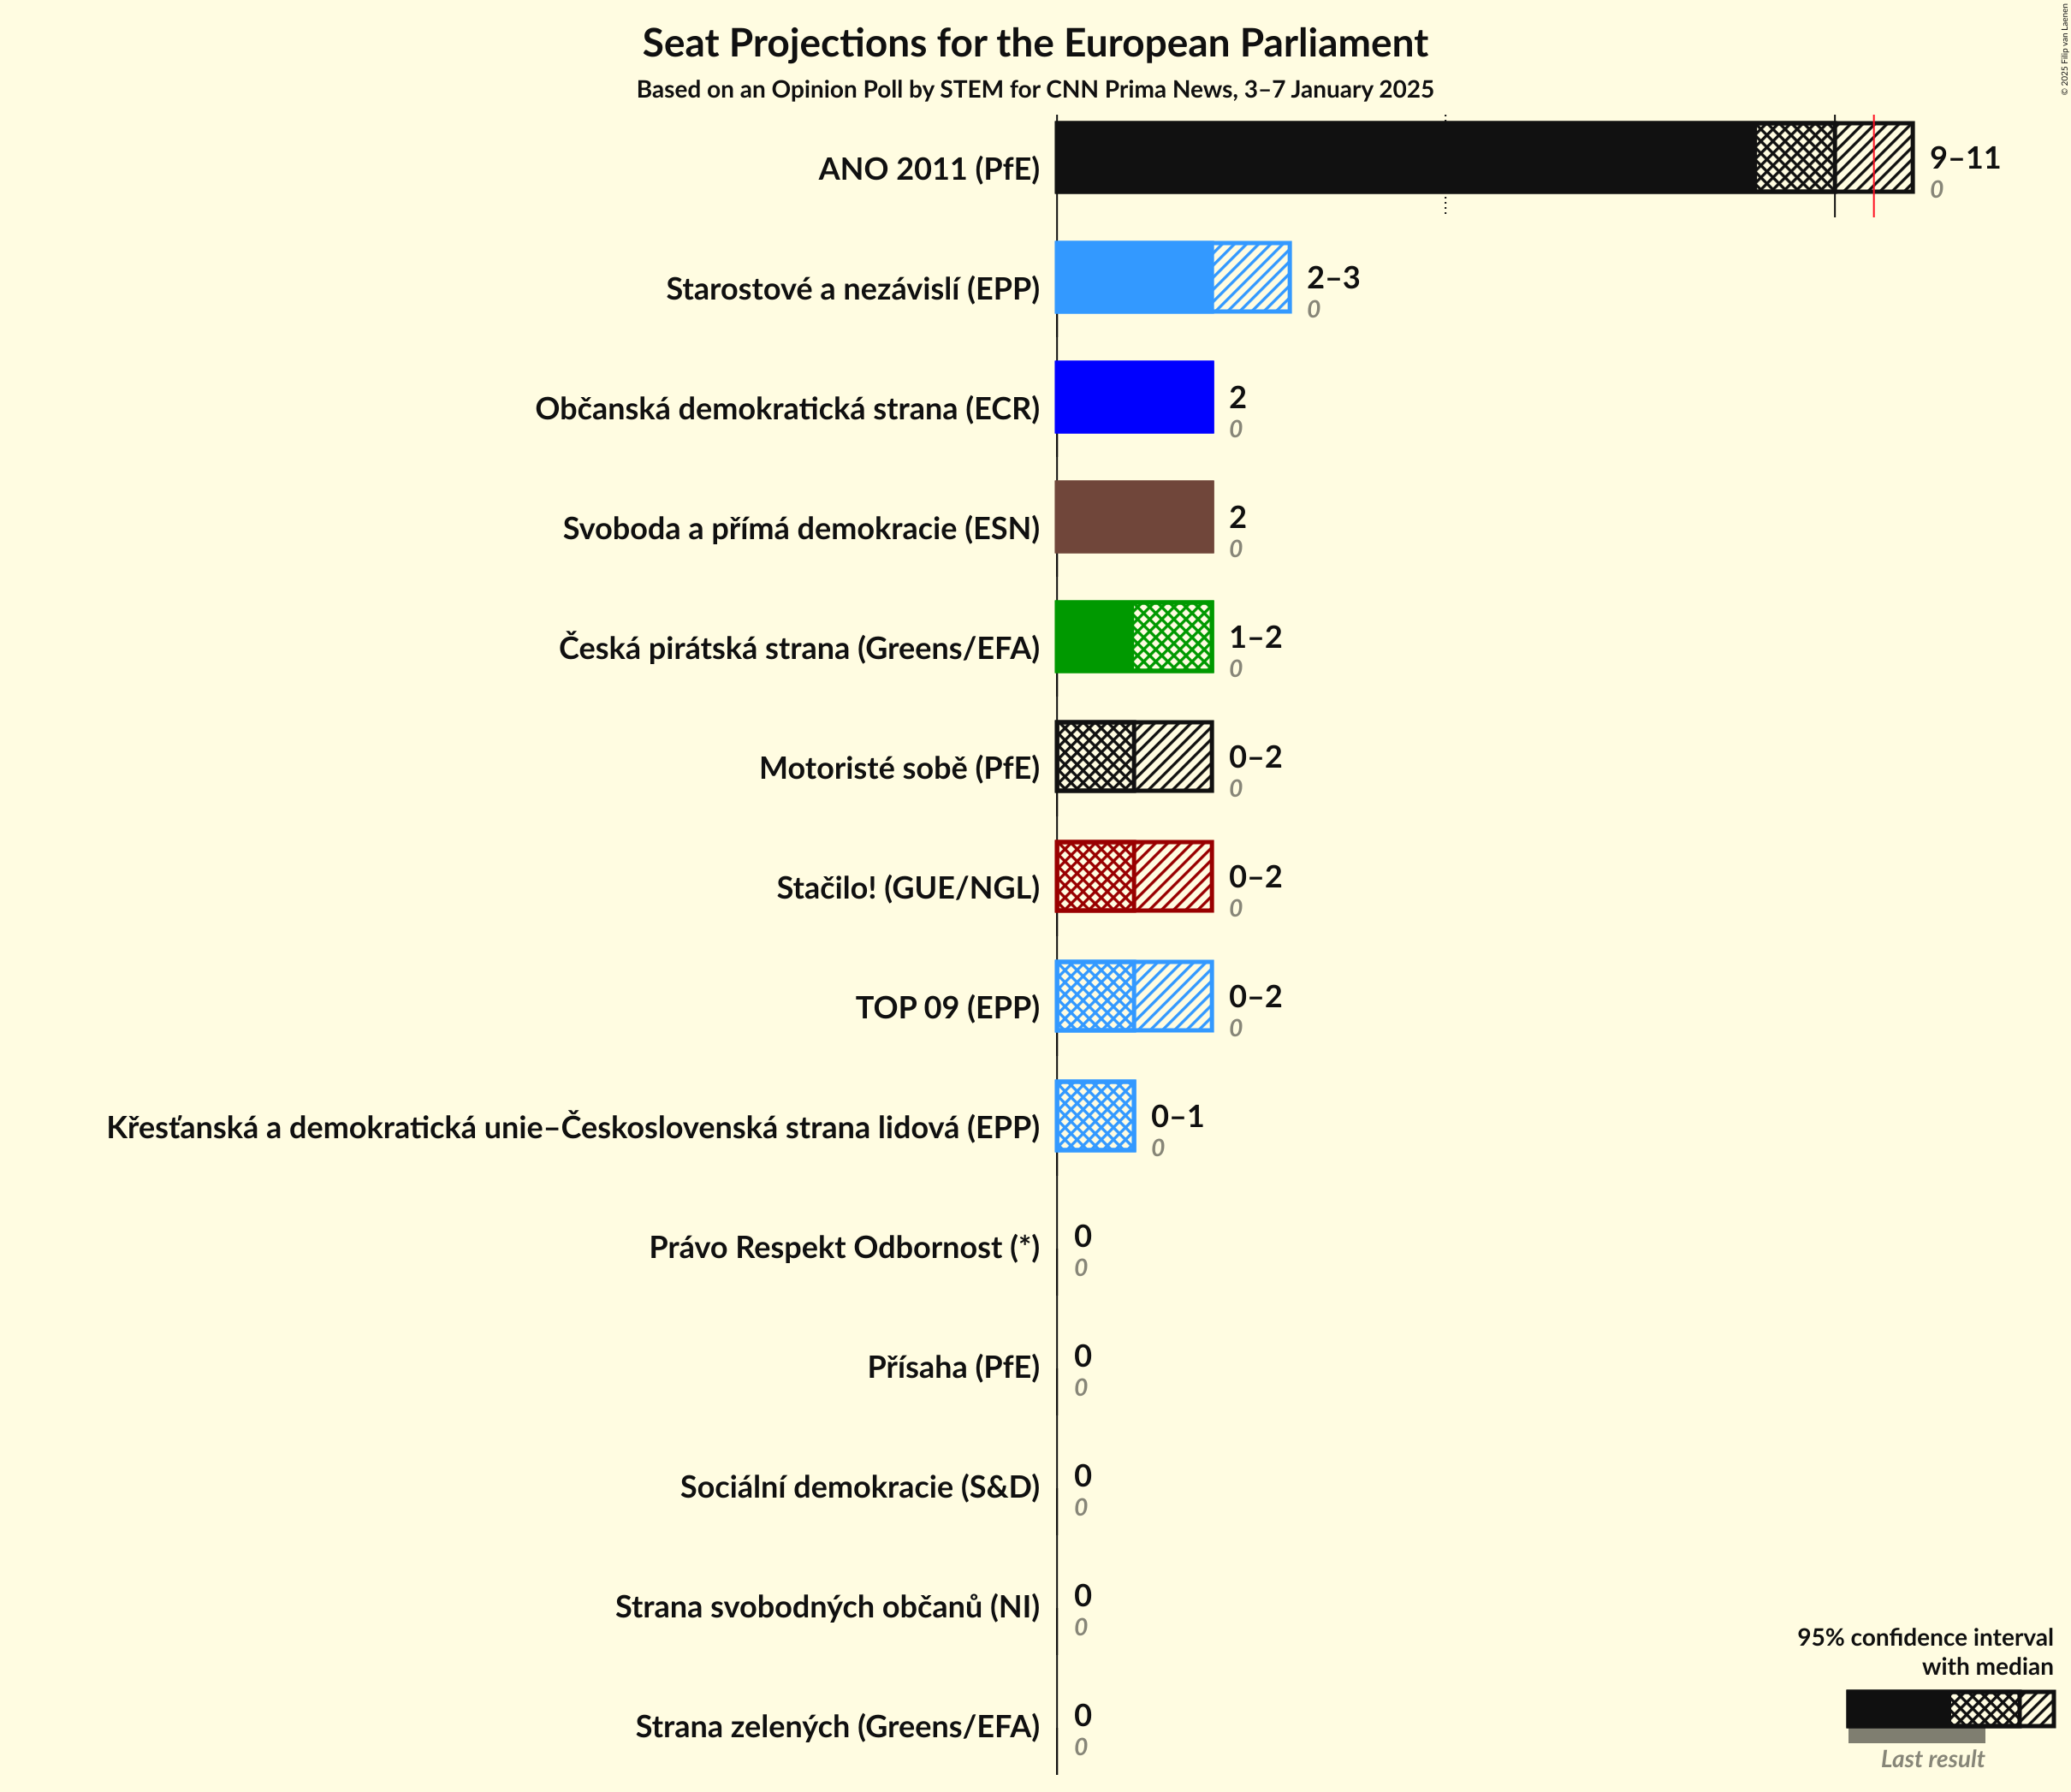 Seat Projections for the European Parliament
Based on an Opinion Poll by STEM for CNN Prima News, 3–7 January 2025
© 2025 Filip van Laenen
ANO 2011 (PfE)
9–11
0
Starostové a nezávislí (EPP)
2–3
0
Občanská demokratická strana (ECR)
2
0
Svoboda a přímá demokracie (ESN)
2
0
Česká pirátská strana (Greens/EFA)
1–2
0
Motoristé sobě (PfE)
0–2
0
Stačilo! (GUE/NGL)
0–2
0
TOP 09 (EPP)
0–2
0
Křesťanská a demokratická unie–Československá strana lidová (EPP)
0–1
0
Právo Respekt Odbornost (*)
0
0
Přísaha (PfE)
0
0
Sociální demokracie (S&D)
0
0
Strana svobodných občanů (NI)
0
0
Strana zelených (Greens/EFA)
0
0
95% confidence interval
with median
Last result